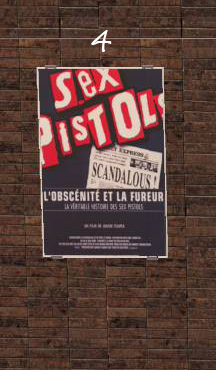 4
SEX
PISTOLS
EXPRESS
SCANDALOUS!
L'OBSCÉNITÉ ET LA FUREUR
LA VÉRITABLE HISTOIRE DES SEX PISTOLS
UN FILM DE JULIEN TEMPLE